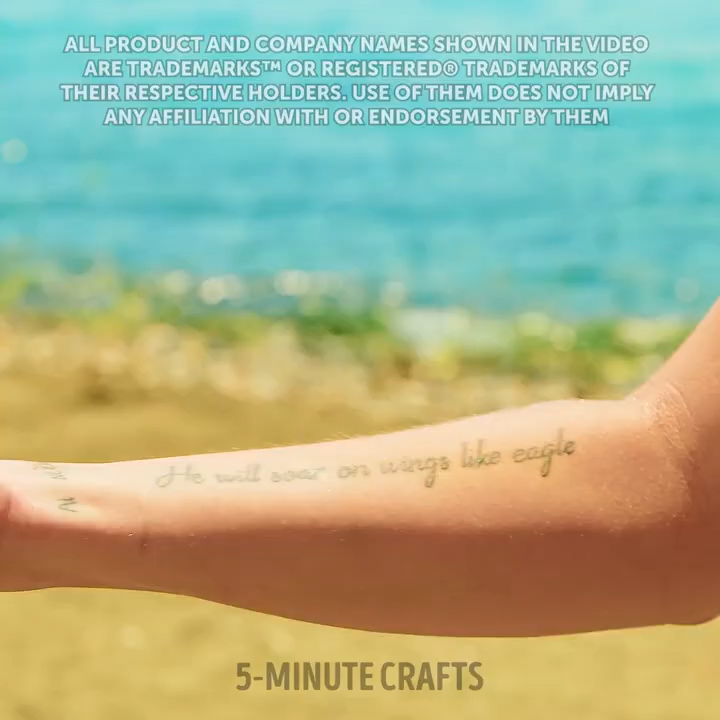 ALL PRODUCT AND COMPANY NAMES SHOWN IN THE VIDEO
ARE TRADEMARKS™ OR REGISTERED® TRADEMARKS OF
THEIR RESPECTIVE HOLDERS. USE OF THEM DOES NOT IMPLY
ANY AFFILIATION WITH OR ENDORSEMENT BY THEM
He will soar on wings like eagle
5-MINUTE CRAFTS